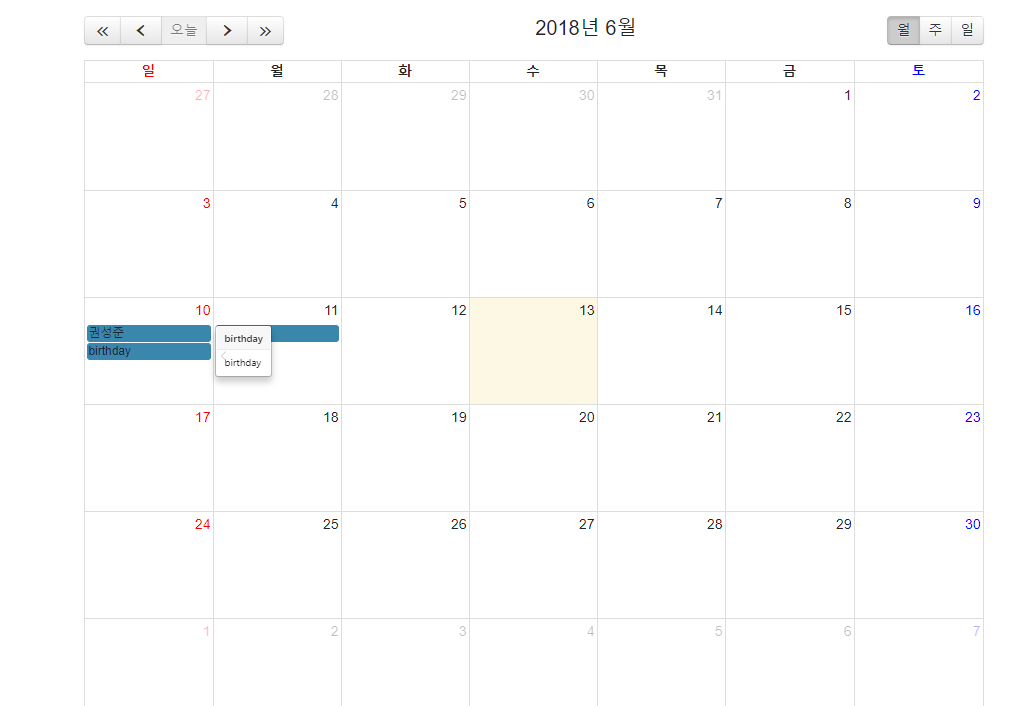 « < 오늘 > » 2018년 6월 월 주 일
일 월 화 수 목 금 토
27 28 29 30 31 1 2
3 4 5 6 7 8 9
10 11 12 13 14 15 16
권성준
birthday
birthday
birthday
17 18 19 20 21 22 23
24 25 26 27 28 29 30
1 2 3 4 5 6 7